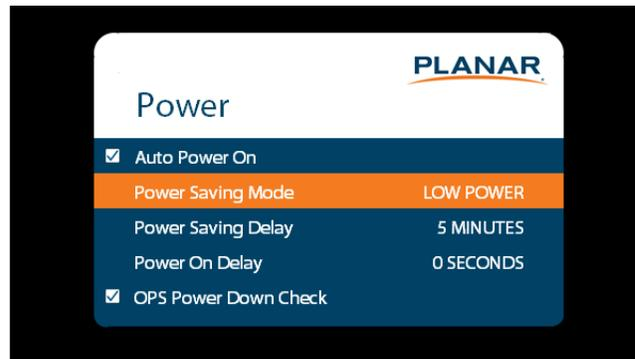 PLANAR
Power
Auto Power On
Power Saving Mode LOW POWER
Power Saving Delay 5 MINUTES
Power On Delay 0 SECONDS
OPS Power Down Check